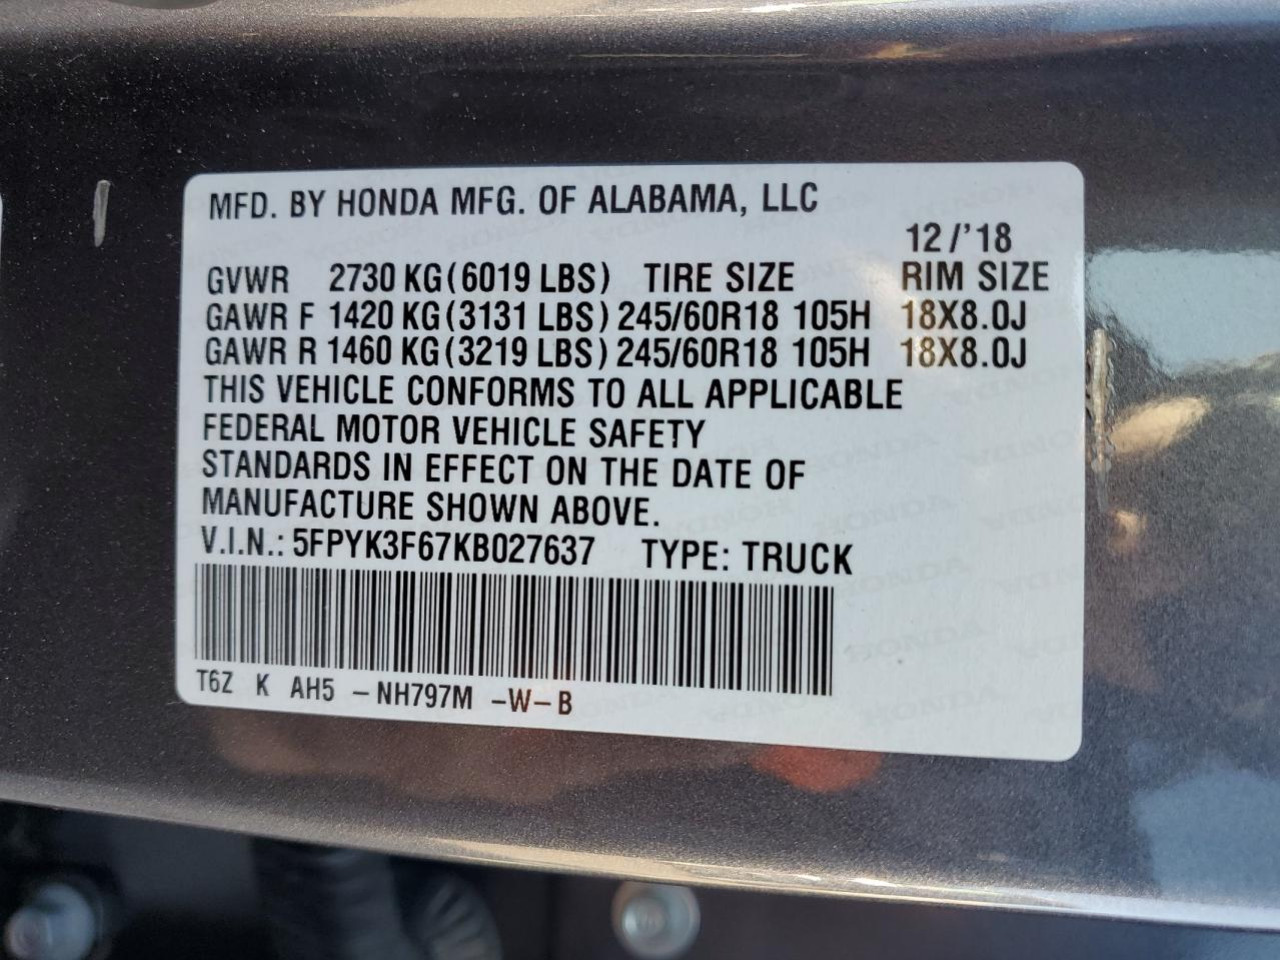 MFD. BY HONDA MFG. OF ALABAMA, LLC
12/'18
GVWR 2730 KG(6019 LBS) TIRE SIZE RIM SIZE
GAWR F 1420 KG(3131 LBS) 245/60R18 105H 18X8.0J
GAWR R 1460 KG(3219 LBS) 245/60R18 105H 18X8.0J
THIS VEHICLE CONFORMS TO ALL APPLICABLE
FEDERAL MOTOR VEHICLE SAFETY
STANDARDS IN EFFECT ON THE DATE OF
MANUFACTURE SHOWN ABOVE.
V.I.N.: 5FPYK3F67KB027637 TYPE: TRUCK
T6Z K AH5 -NH797M -W-B